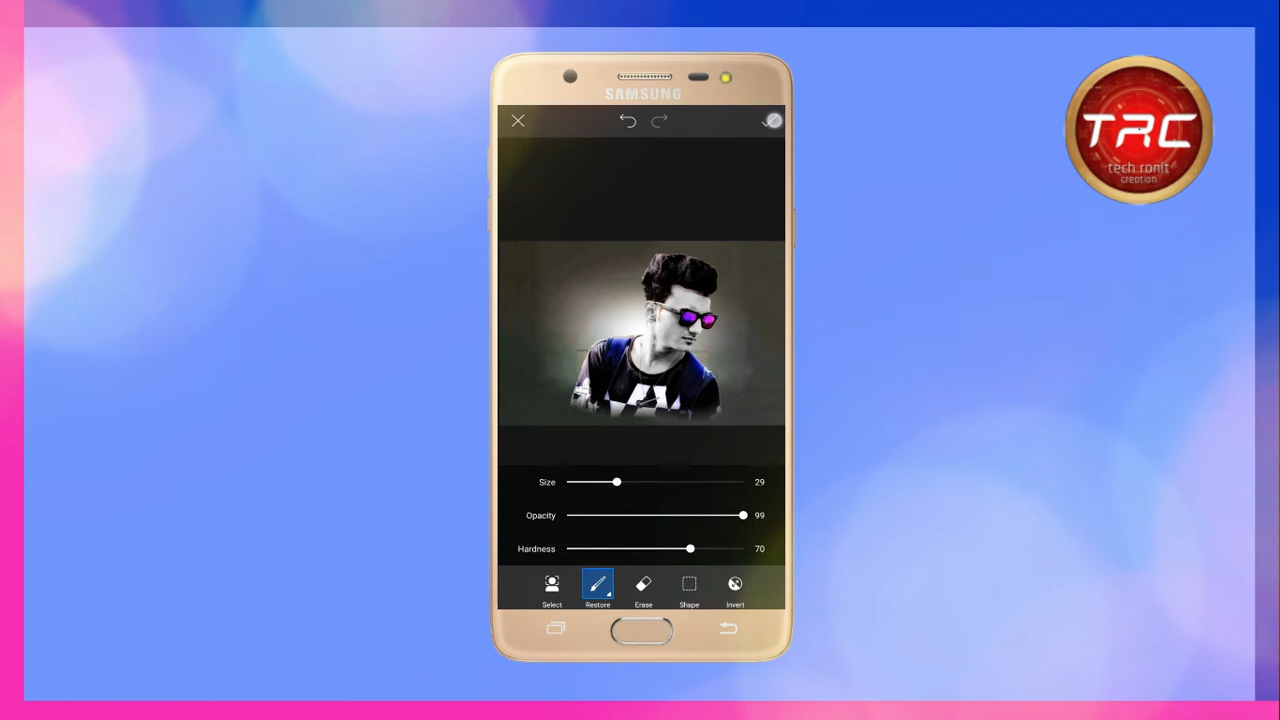 SAMSUNG
TRC
tech ronit
creation
Size 29
Opacity 99
Hardness 70
Select Restore Erase Shape Invert